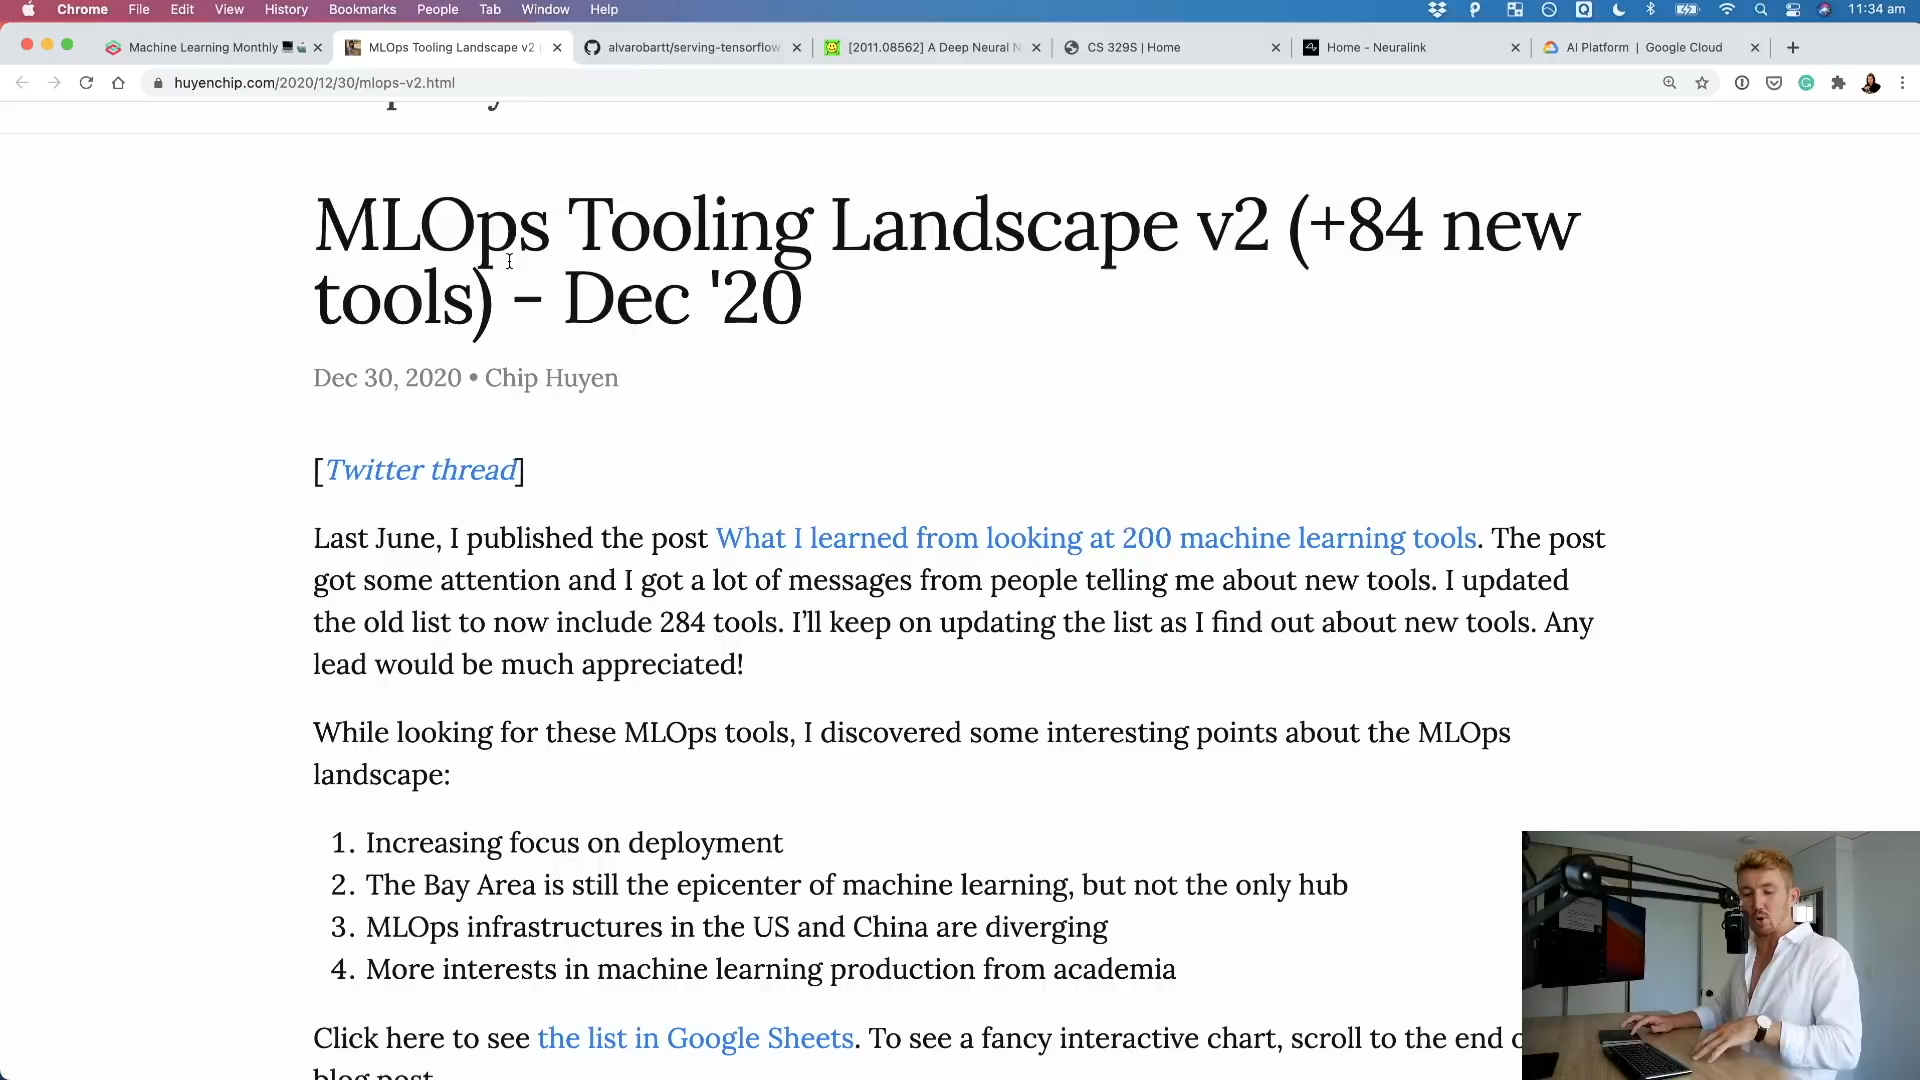 Chrome File Edit View History Bookmarks People Tab Window Help 11:34 am
Machine Learning Monthly
MLOps Tooling Landscape v2
alvarobartt/serving-tensorflow
[2011.08562] A Deep Neural N
CS 329S | Home
Home - Neuralink
AI Platform | Google Cloud
huyenchip.com/2020/12/30/mlops-v2.html
MLOps Tooling Landscape v2 (+84 new
tools) - Dec '20
Dec 30, 2020 • Chip Huyen
[Twitter thread]
Last June, I published the post What I learned from looking at 200 machine learning tools. The post
got some attention and I got a lot of messages from people telling me about new tools. I updated
the old list to now include 284 tools. I’ll keep on updating the list as I find out about new tools. Any
lead would be much appreciated!
While looking for these MLOps tools, I discovered some interesting points about the MLOps
landscape:
1. Increasing focus on deployment
2. The Bay Area is still the epicenter of machine learning, but not the only hub
3. MLOps infrastructures in the US and China are diverging
4. More interests in machine learning production from academia
Click here to see the list in Google Sheets. To see a fancy interactive chart, scroll to the end
blog post